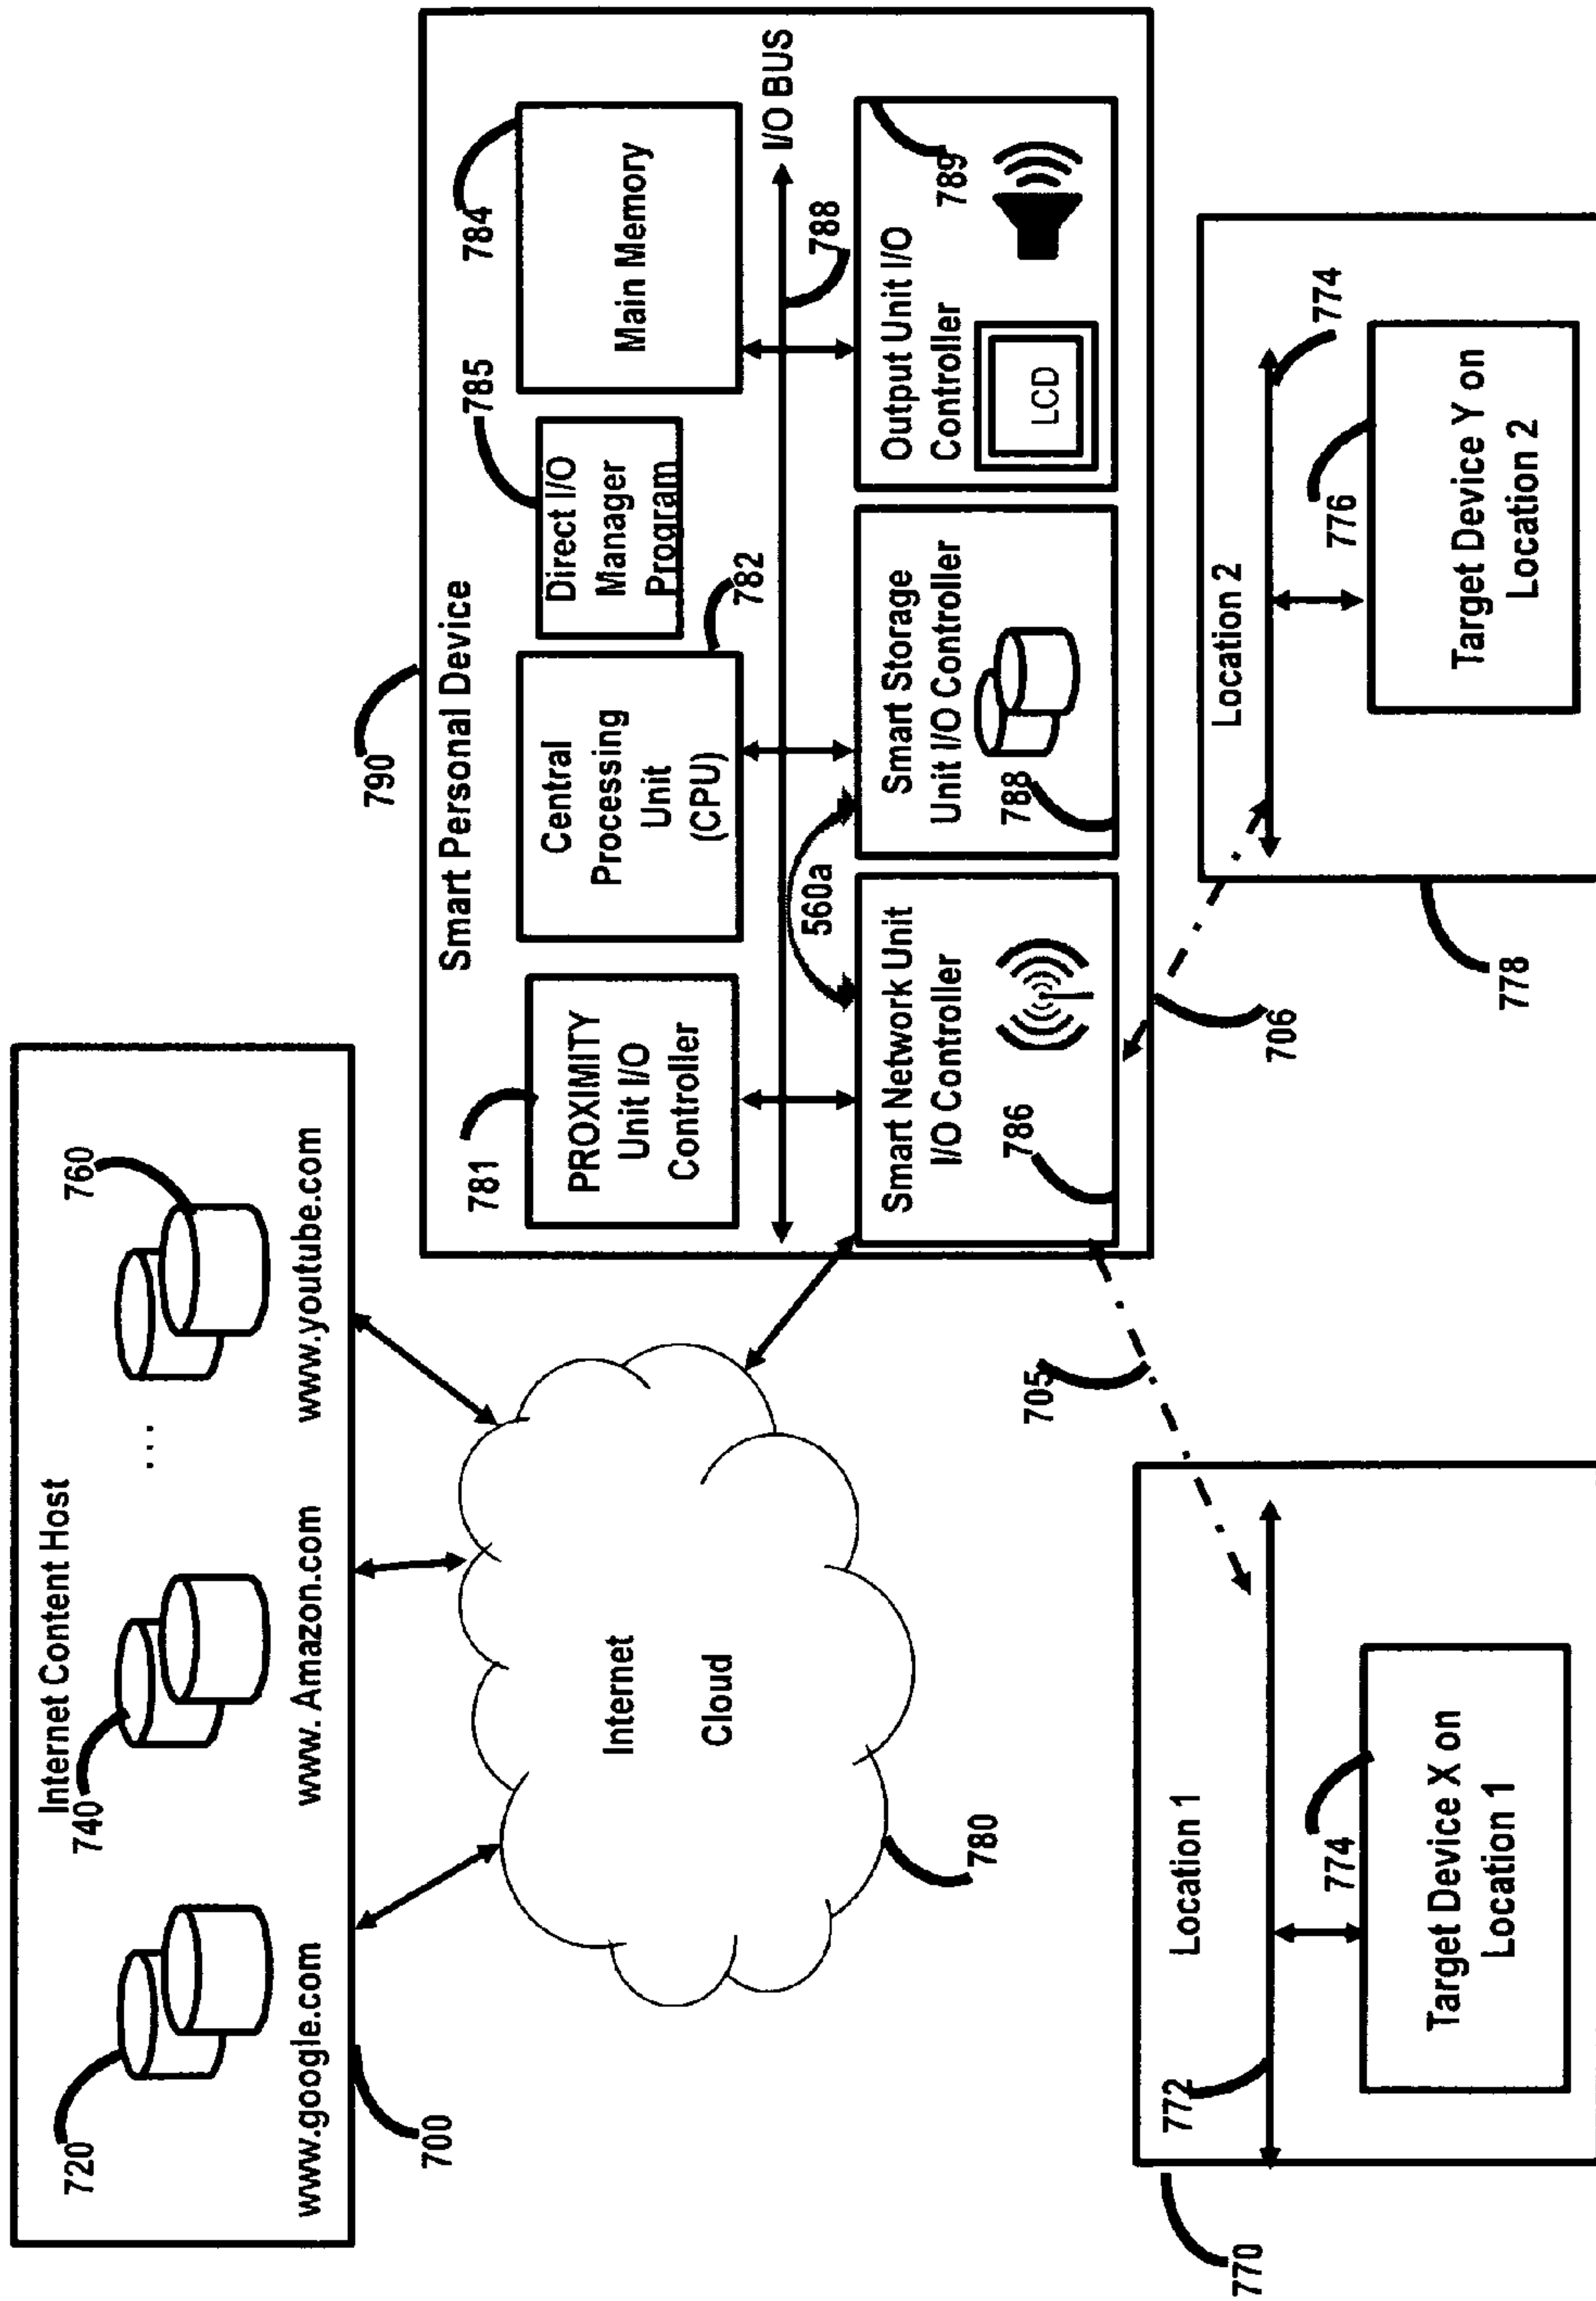 Internet Content Host
720
740
760
...
www.google.com
www. Amazon.com
www.youtube.com
700
Internet
Cloud
780
790
Smart Personal Device
781
PROXIMITY
Unit I/O
Controller
Central
Processing
Unit
(CPU)
782
Direct I/O
Manager
Program
785
Main Memory
784
I/O BUS
788
560a
Smart Network Unit
I/O Controller
786
Smart Storage
Unit I/O Controller
788
Output Unit I/O
Controller
LCD
789
705
706
770
Location 1
772
774
Target Device X on
Location 1
778
Location 2
774
776
Target Device Y on
Location 2